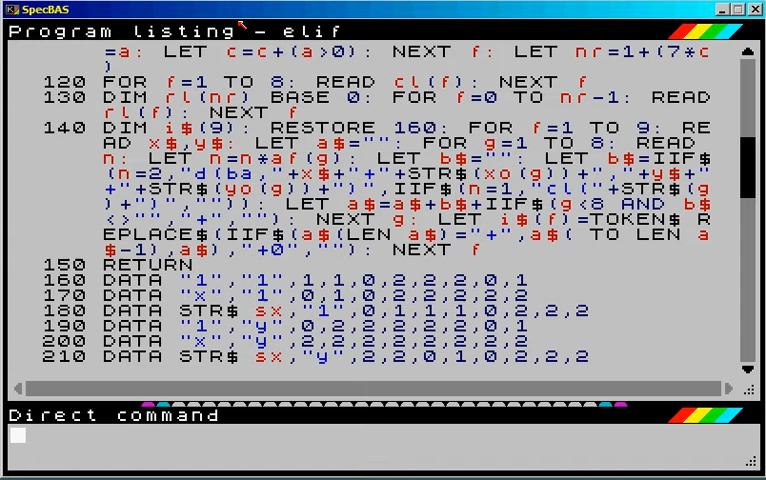 SpecBAS
Program listing - elif
=a: LET c=c+(a>0): NEXT f: LET nr=1+(7*c
)
120 FOR f=1 TO 8: READ cl(f): NEXT f
130 DIM rl(nr) BASE 0: FOR f=0 TO nr-1: READ
rl(f): NEXT f
140 DIM i$(9): RESTORE 160: FOR f=1 TO 9: RE
AD x$,y$: LET a$="": FOR g=1 TO 8: READ
n: LET n=n*af(g): LET b$="": LET b$=IIF$
(n=2,"d(ba,"+x$+"+"+STR$(xo(g))+","+y$+"
+"+STR$(yo(g))+")",IIF$(n=1,"cl("+STR$(g
)+")","")): LET a$=a$+b$+IIF$(g<8 AND b$
<>"","+",""): NEXT g: LET i$(f)=TOKEN$ R
EPLACE$(IIF$(a$(LEN a$)="+",a$( TO LEN a
$-1),a$),"+0",""): NEXT f
150 RETURN
160 DATA "1","1",1,1,0,2,2,2,0,1
170 DATA "x","1",0,1,0,2,2,2,2,2
180 DATA STR$ sx,"1",0,1,1,1,0,2,2,2
190 DATA "1","y",0,2,2,2,2,2,0,1
200 DATA "x","y",2,2,2,2,2,2,2,2
210 DATA STR$ sx,"y",2,2,0,1,0,2,2,2
Direct command